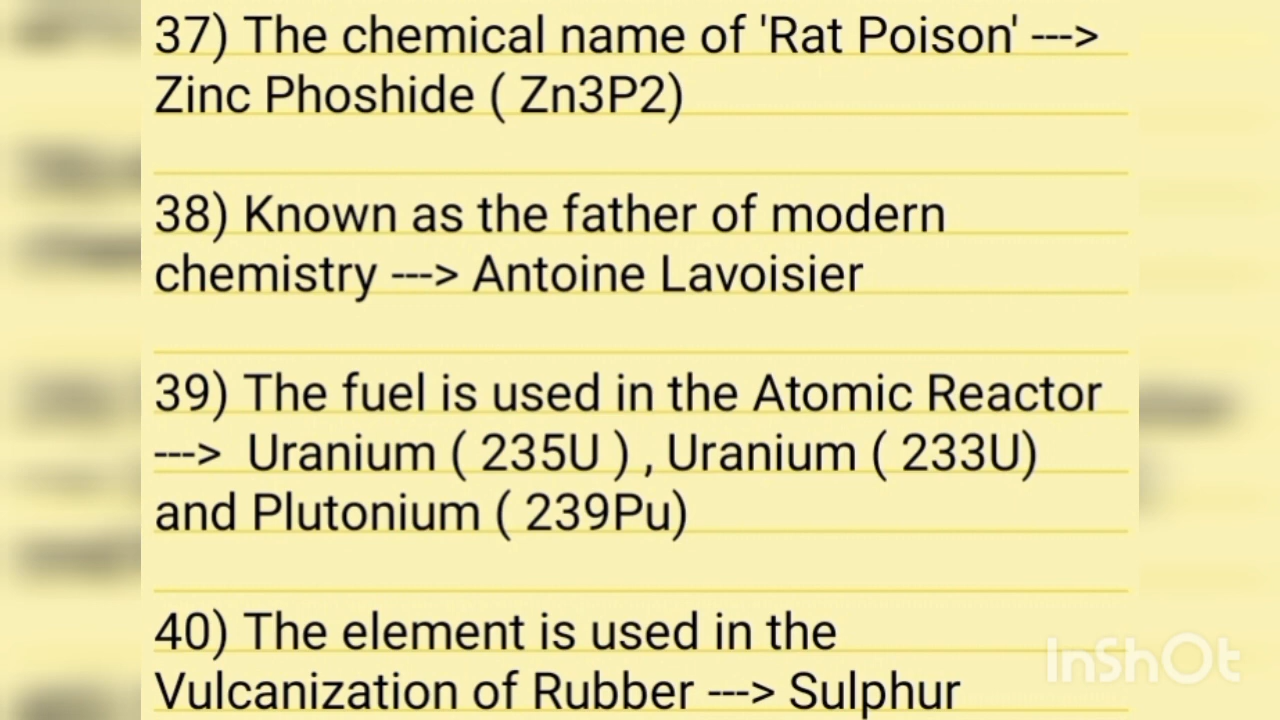 37) The chemical name of 'Rat Poison' --->
Zinc Phoshide ( Zn3P2)
38) Known as the father of modern
chemistry ---> Antoine Lavoisier
39) The fuel is used in the Atomic Reactor
---> Uranium ( 235U ) , Uranium ( 233U)
and Plutonium ( 239Pu)
40) The element is used in the
Vulcanization of Rubber ---> Sulphur
InShOt